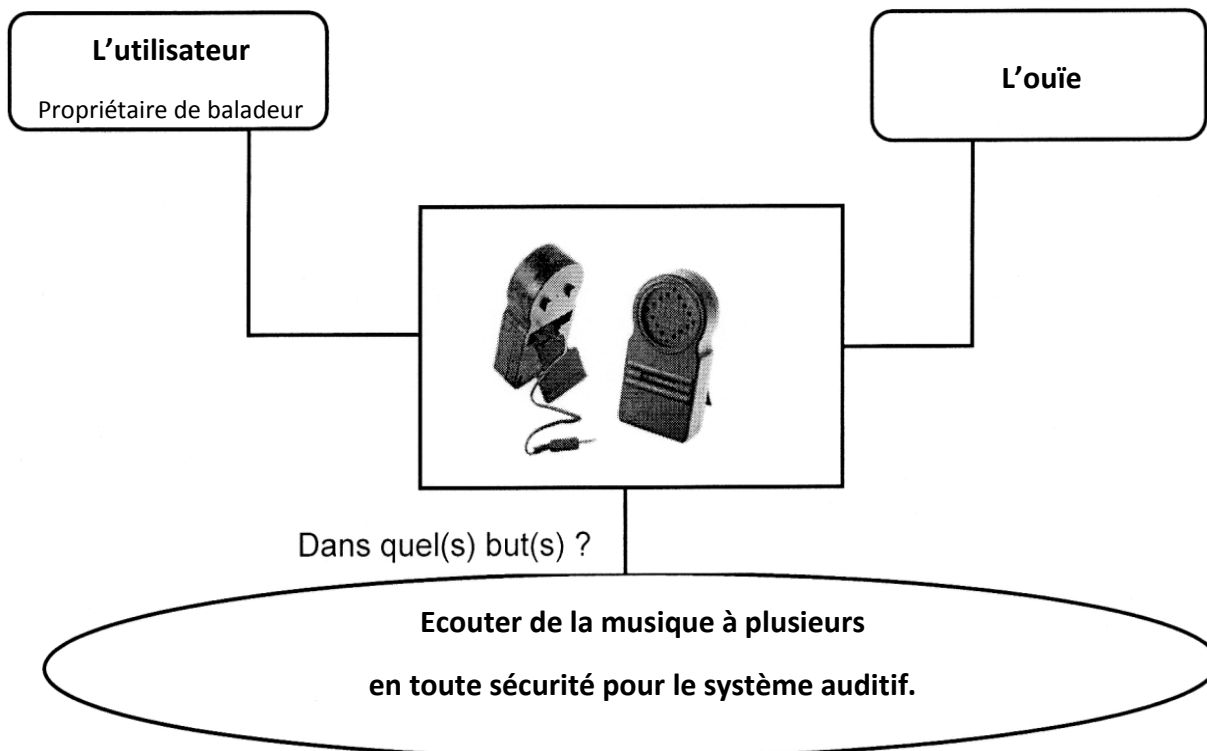 L'utilisateur
Propriétaire de baladeur
L'ouïe
Dans quel(s) but(s) ?
Ecouter de la musique à plusieurs
en toute sécurité pour le système auditif.